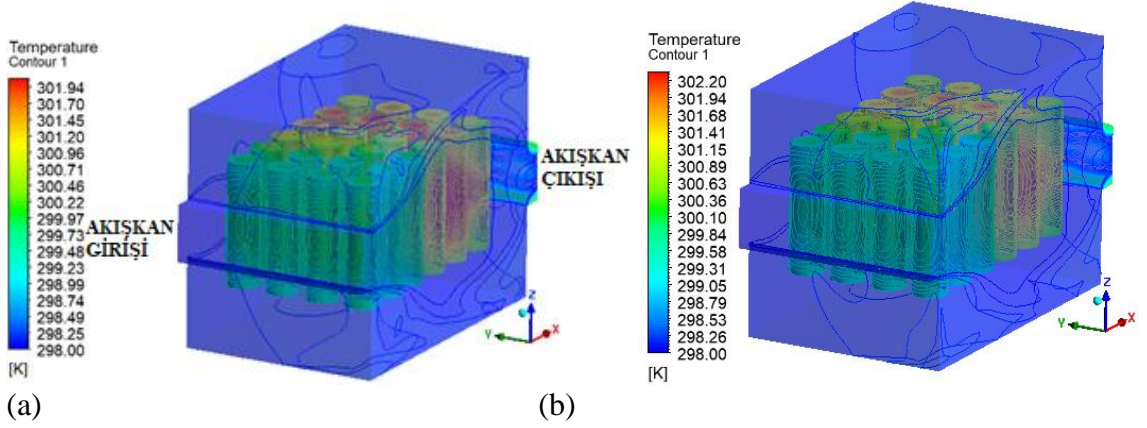 Temperature
Contour 1
301.94
301.70
301.45
301.20
300.96
300.71
300.46
300.22
299.97
299.73
299.48
299.23
298.99
298.74
298.49
298.25
298.00
[K]
AKIŞKAN
GİRİŞİ
AKIŞKAN
ÇIKIŞI
Z
Y
X
(a)
Temperature
Contour 1
302.20
301.94
301.68
301.41
301.15
300.89
300.63
300.36
300.10
299.84
299.58
299.31
299.05
298.79
298.53
298.26
298.00
[K]
Z
Y
X
(b)